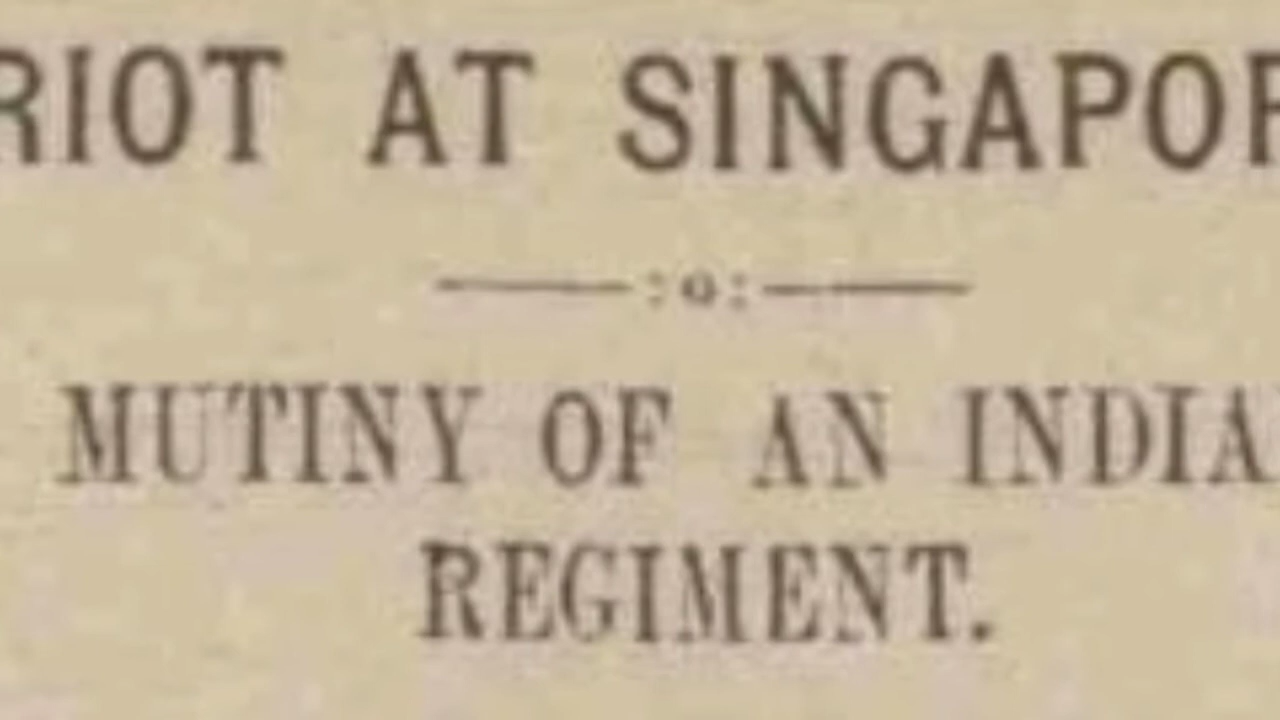 RIOT AT SINGAPOR
:o:
MUTINY OF AN INDIA
REGIMENT.